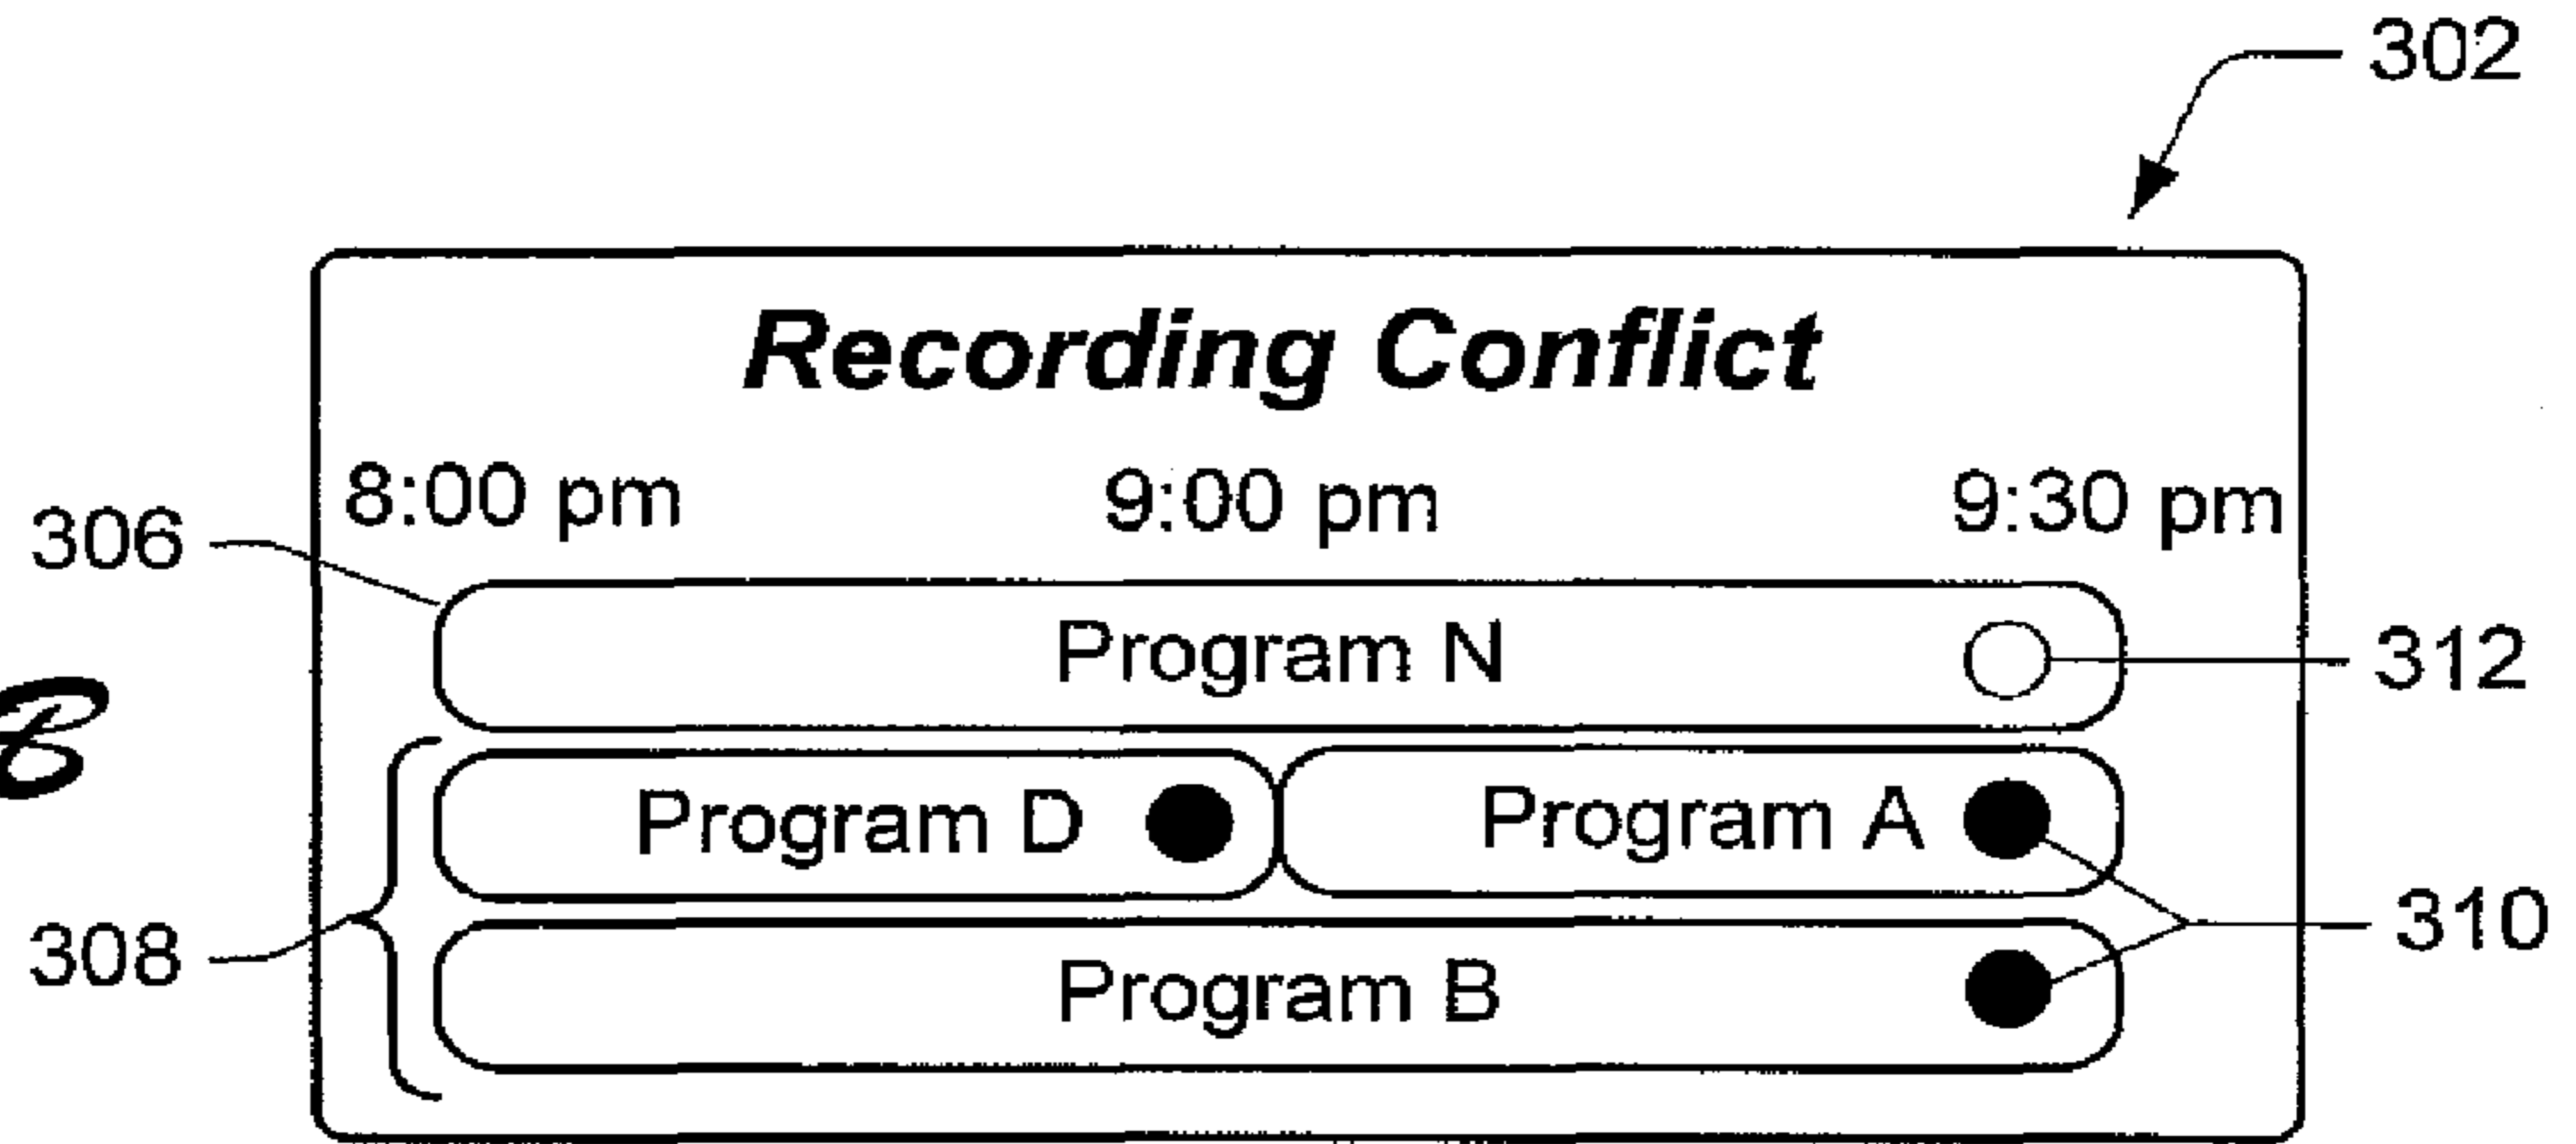 302
Recording Conflict
8:00 pm 9:00 pm 9:30 pm
306
Program N
312
B
Program D Program A
308
310
Program B